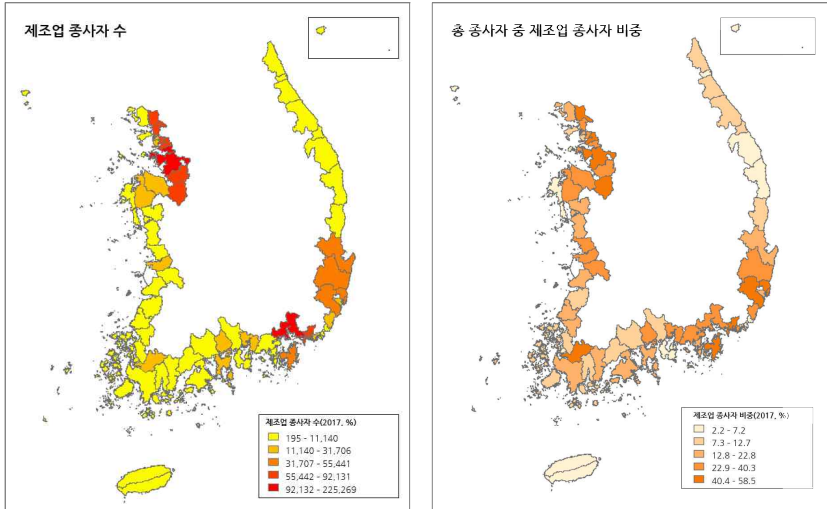 제조업 종사자 수
제조업 종사자 수(2017, %)
195 - 11,140
11,140 - 31,706
31,707 - 55,441
55,442 - 92,131
92,132 - 225,269
총 종사자 중 제조업 종사자 비중
제조업 종사자 비중(2017, %)
2.2 - 7.2
7.3 - 12.7
12.8 - 22.8
22.9 - 40.3
40.4 - 58.5